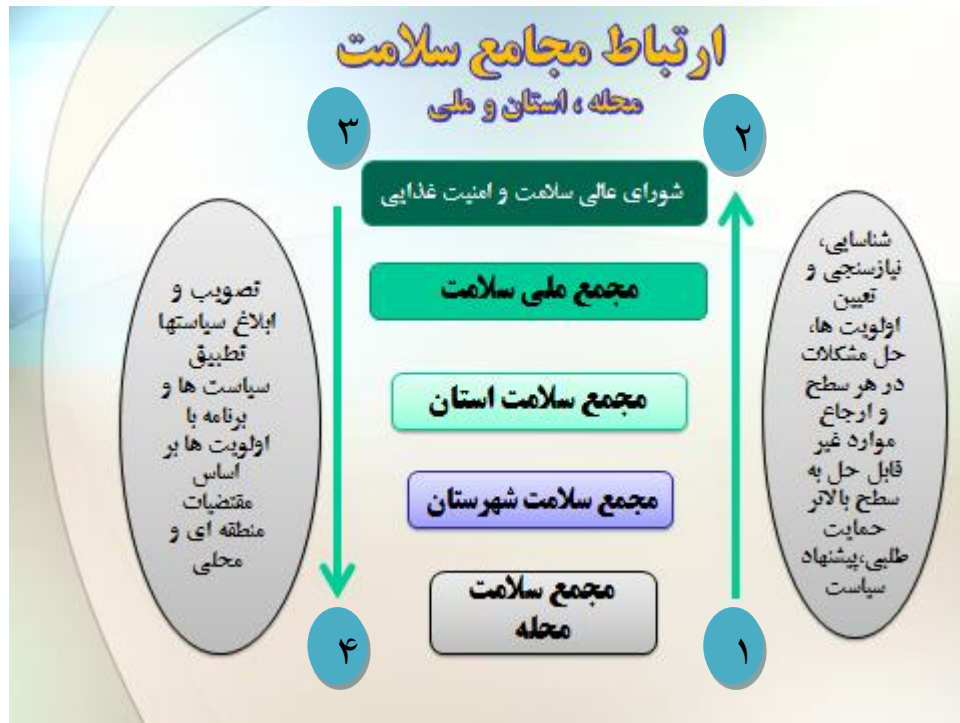 ارتباط مجامع سلامت
محله ، استان و ملی
۳
۲
شورای عالی سلامت و امنیت غذایی
مجمع ملی سلامت
مجمع سلامت استان
مجمع سلامت شهرستان
مجمع سلامت
محله
شناسایی،
نیازسنجی و
تعیین
اولویت ها،
حل مشکلات
در هر سطح
و ارجاع
موارد غیر
قابل حل به
سطح بالاتر
حمایت
طلبی،پیشنهاد
سیاست
تصویب و
ابلاغ سیاستها
تطبیق
سیاست ها و
برنامه با
اولویت ها بر
اساس
مقتضیات
منطقه ای و
محلی
۴
۱